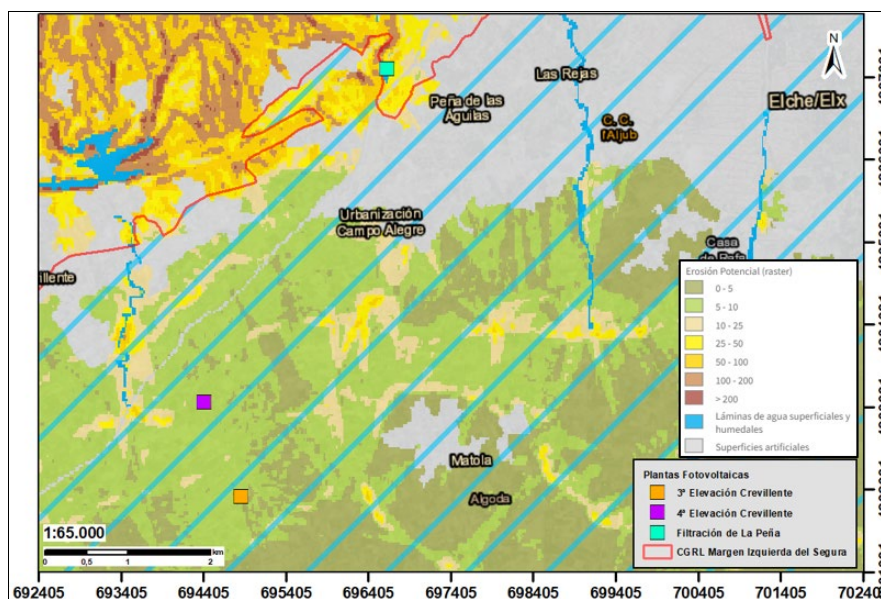 N
Las Rejas
Elche/Elx
Peña de las
Águilas
C. C.
l'Aljub
Urbanización
Campo Alegre
Casa
de Rafa
illente
Erosión Potencial (raster)
0 - 5
5 - 10
10 - 25
25 - 50
50 - 100
100 - 200
> 200
Láminas de agua superficiales y
humedales
Superficies artificiales
Matola
Algoda
Plantas Fotovoltaicas
3ª Elevación Crevillente
4ª Elevación Crevillente
Filtración de La Peña
CGRL Margen Izquierda del Segura
1:65.000
0 0,5 1 2
km
692405 693405 694405 695405 696405 697405 698405 699405 700405 701405 702405